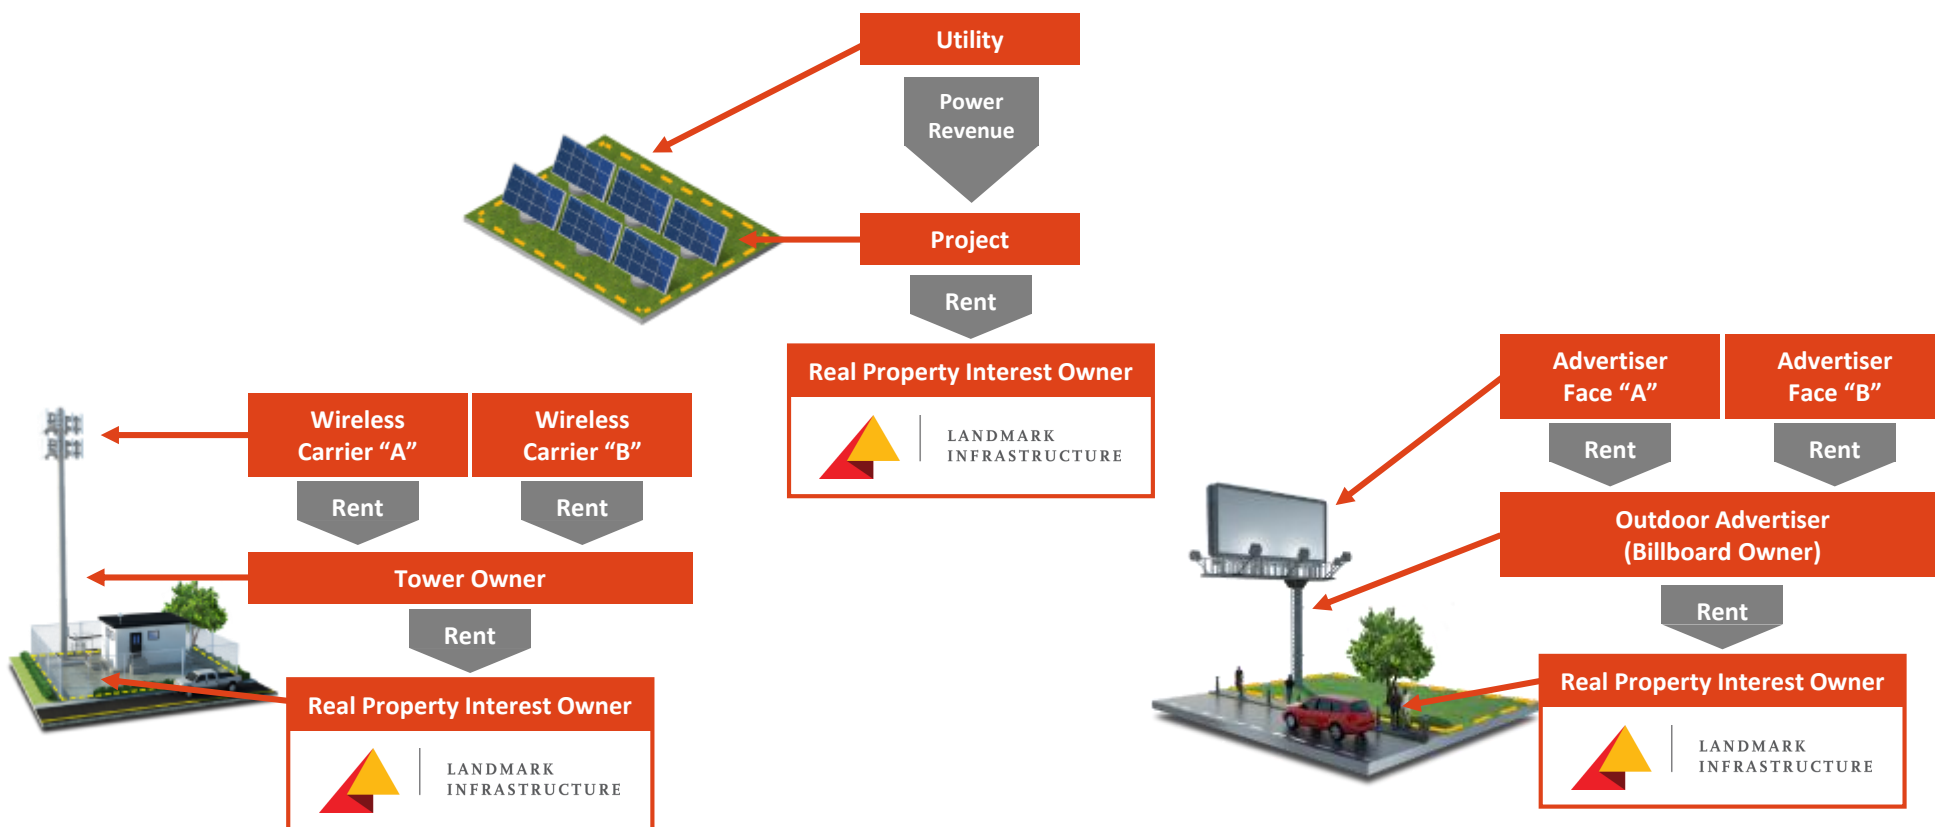 Utility
Power
Revenue
Project
Rent
Real Property Interest Owner
LANDMARK
INFRASTRUCTURE
Wireless
Carrier “A”
Wireless
Carrier “B”
Rent
Rent
Tower Owner
Rent
Real Property Interest Owner
LANDMARK
INFRASTRUCTURE
Advertiser
Face “A”
Advertiser
Face “B”
Rent
Rent
Outdoor Advertiser
(Billboard Owner)
Rent
Real Property Interest Owner
LANDMARK
INFRASTRUCTURE